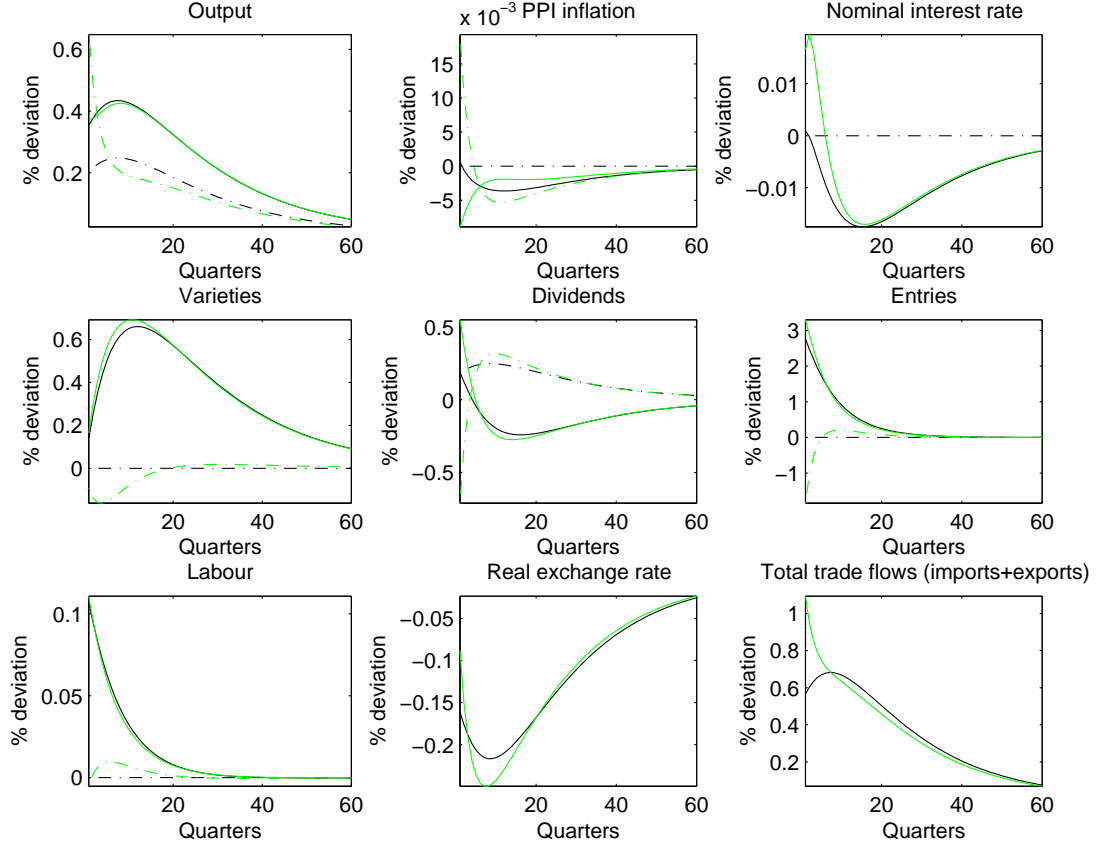 Output
% deviation
0.6
0.4
0.2
20 40 60
Quarters
x 10⁻³ PPI inflation
% deviation
15
10
5
0
−5
20 40 60
Quarters
Nominal interest rate
% deviation
0.01
0
−0.01
20 40 60
Quarters
Varieties
% deviation
0.6
0.4
0.2
0
20 40 60
Quarters
Dividends
% deviation
0.5
0
−0.5
20 40 60
Quarters
Entries
% deviation
3
2
1
0
−1
20 40 60
Quarters
Labour
% deviation
0.1
0.05
0
20 40 60
Quarters
Real exchange rate
% deviation
−0.05
−0.1
−0.15
−0.2
20 40 60
Quarters
Total trade flows (imports+exports)
% deviation
1
0.8
0.6
0.4
0.2
20 40 60
Quarters